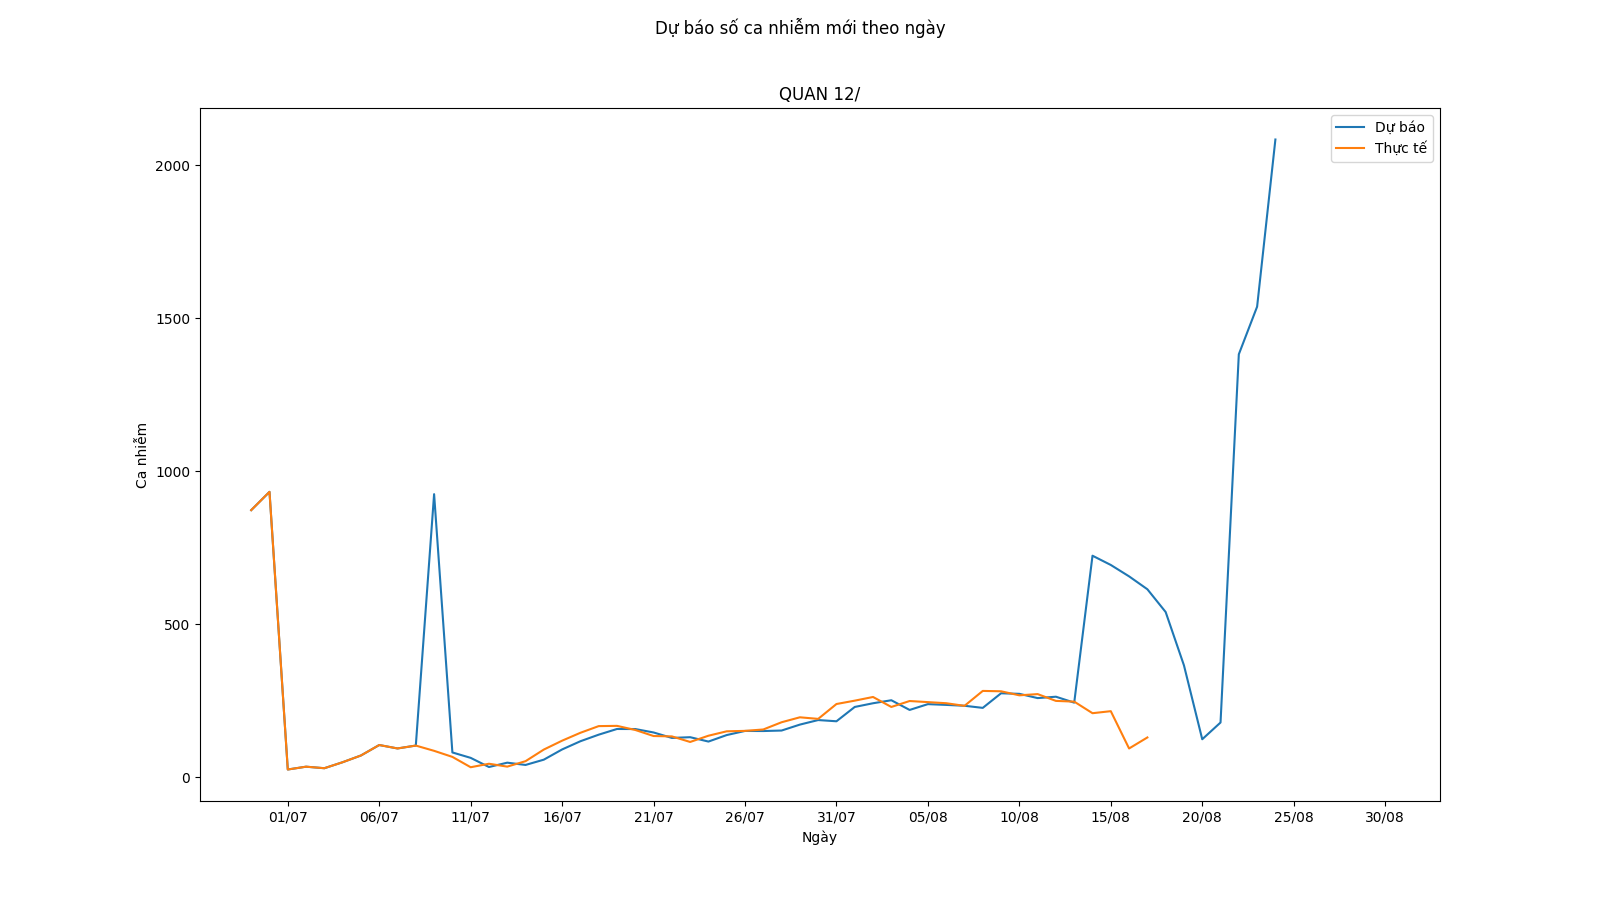 Dự báo số ca nhiễm mới theo ngày
QUAN 12/
Dự báo
Thực tế
2000
1500
1000
500
0
Ca nhiễm
01/07 06/07 11/07 16/07 21/07 26/07 31/07 05/08 10/08 15/08 20/08 25/08 30/08
Ngày